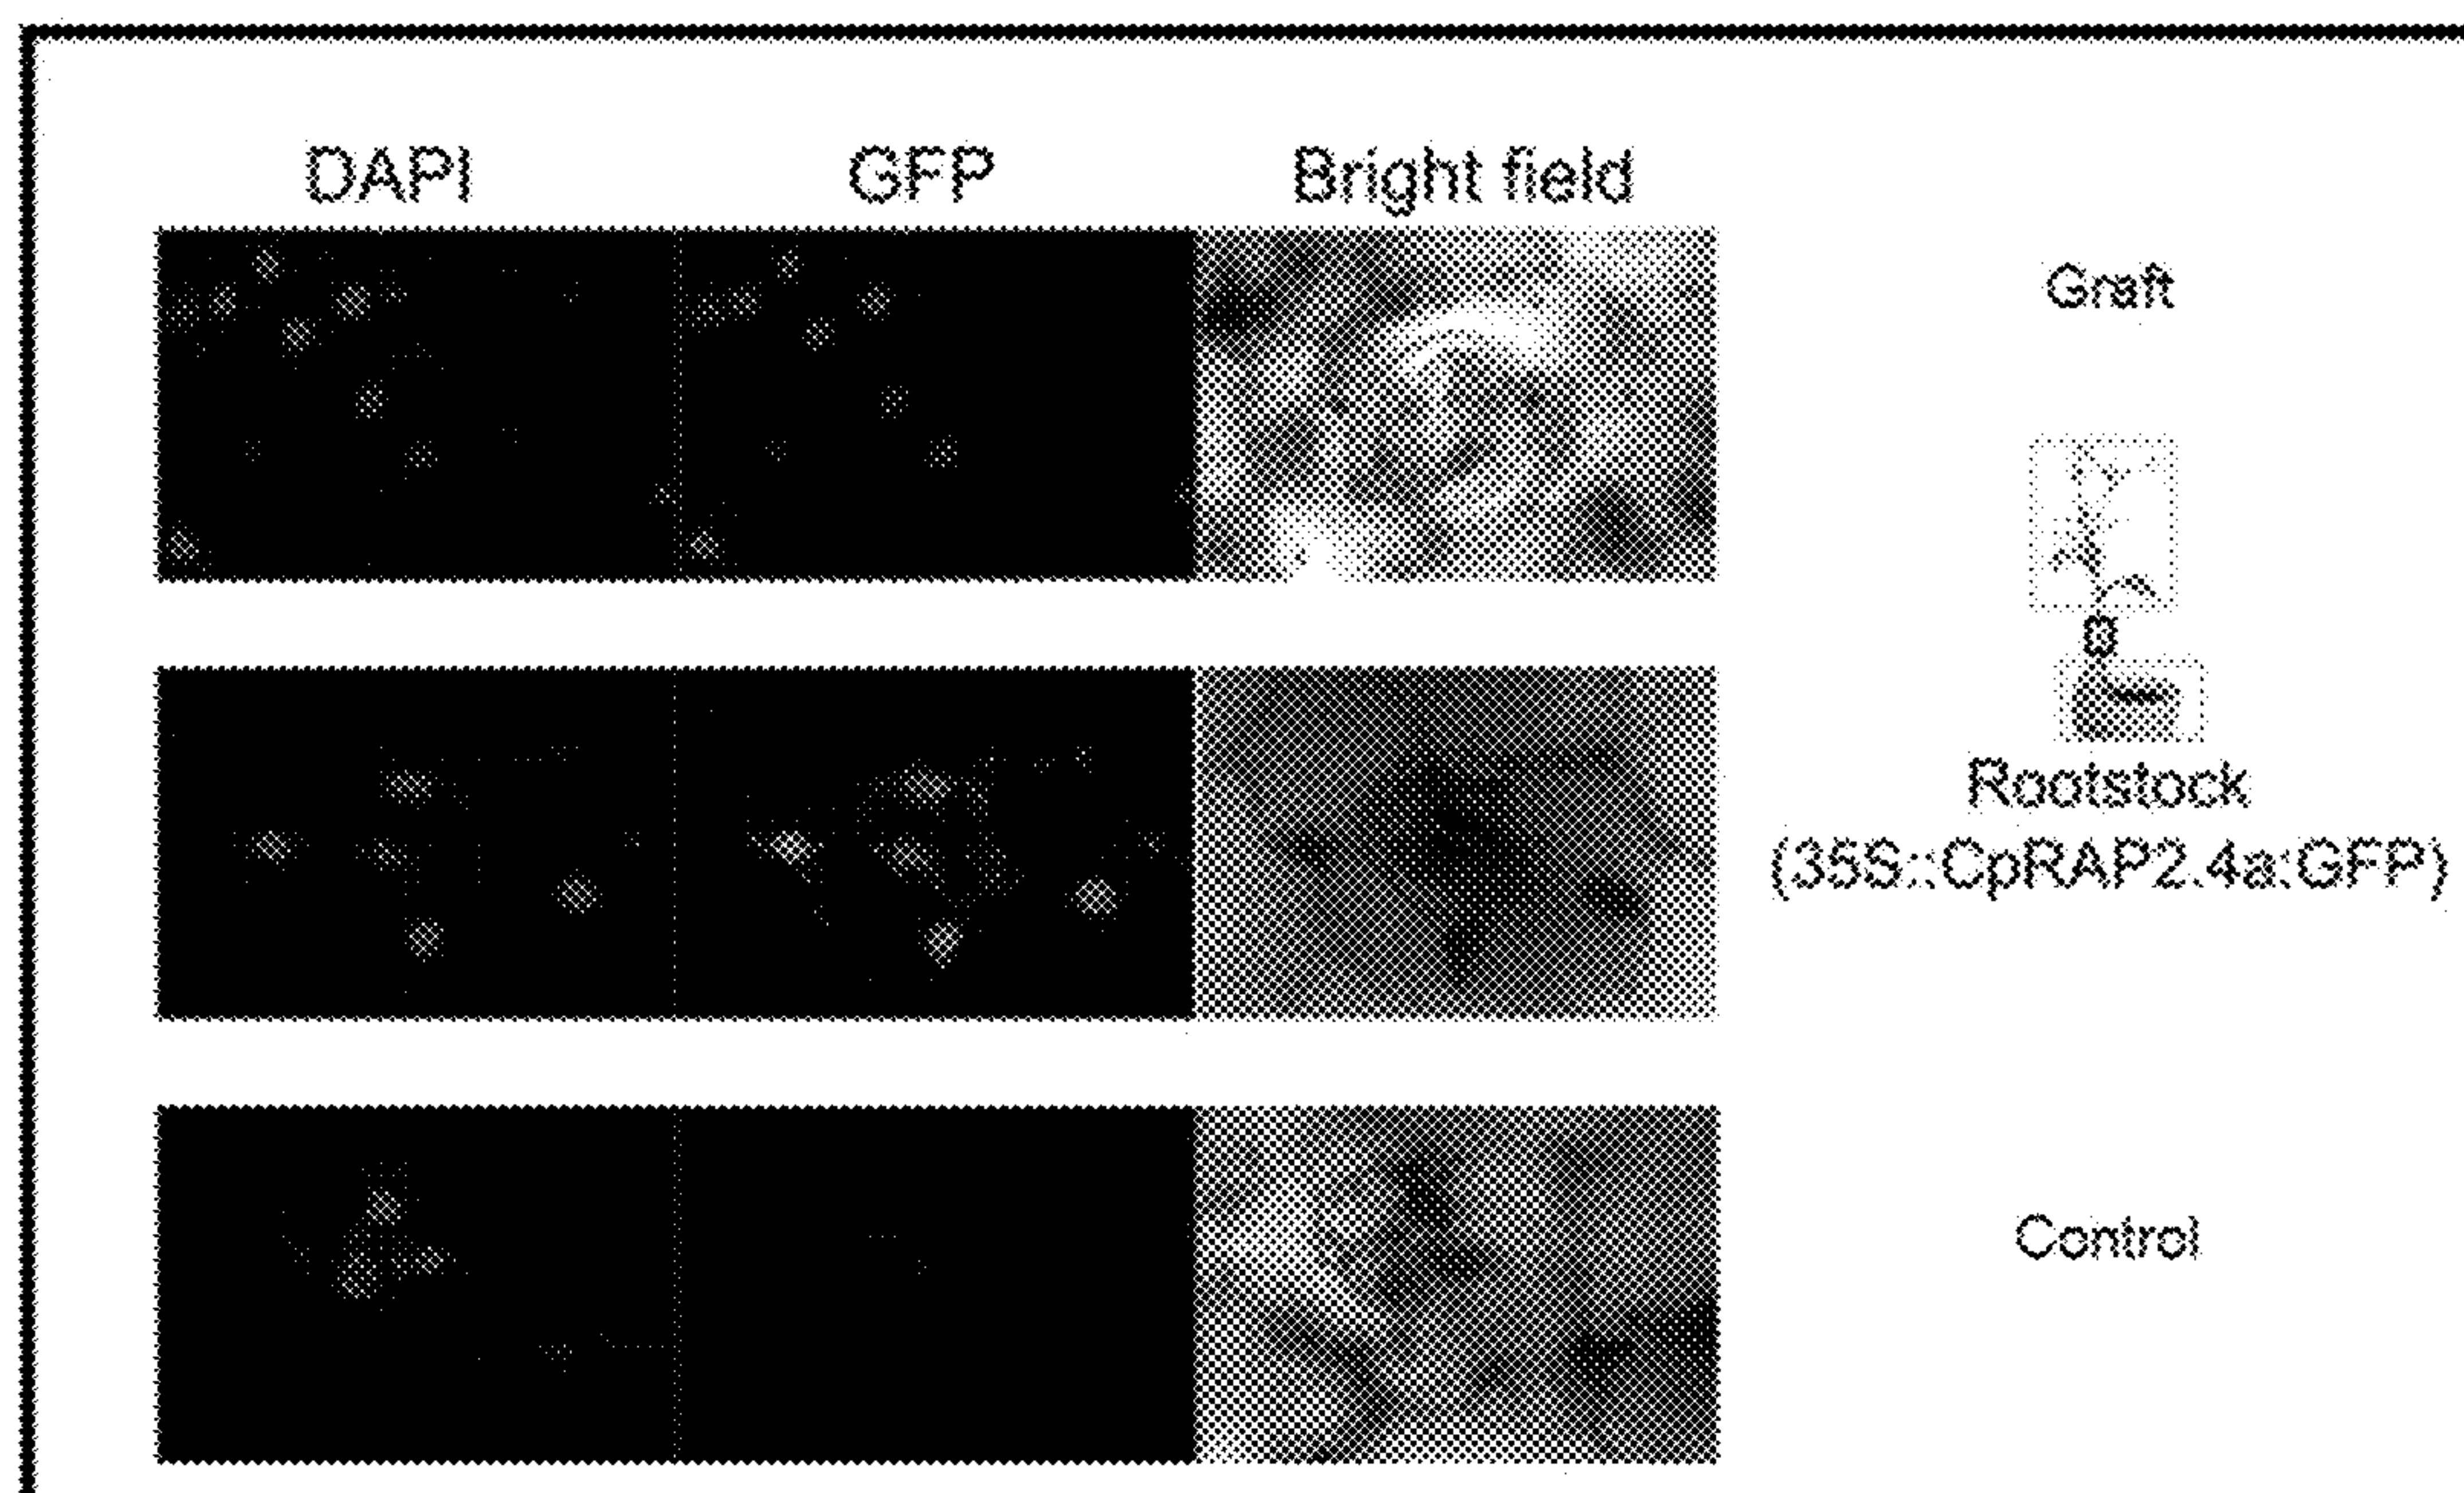 DAPI GFP Bright field
Graft
Rootstock
(35S::CpRAP2.4a:GFP)
Control